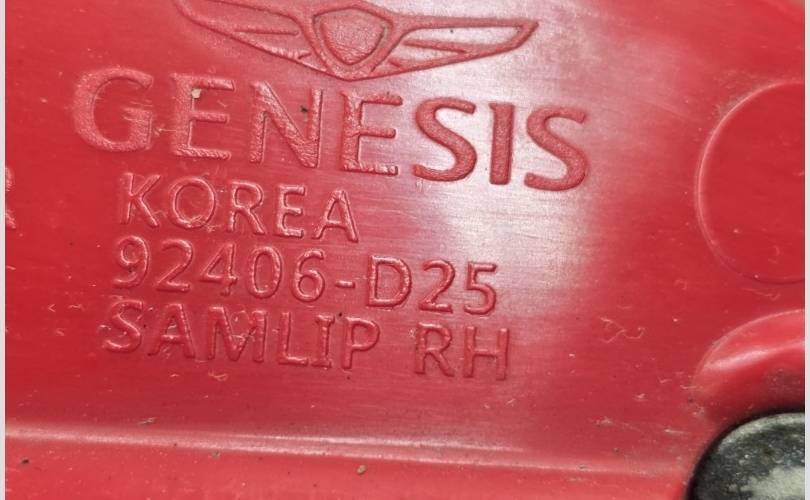 GENESIS
KOREA
92406-D25
SAMLIP RH